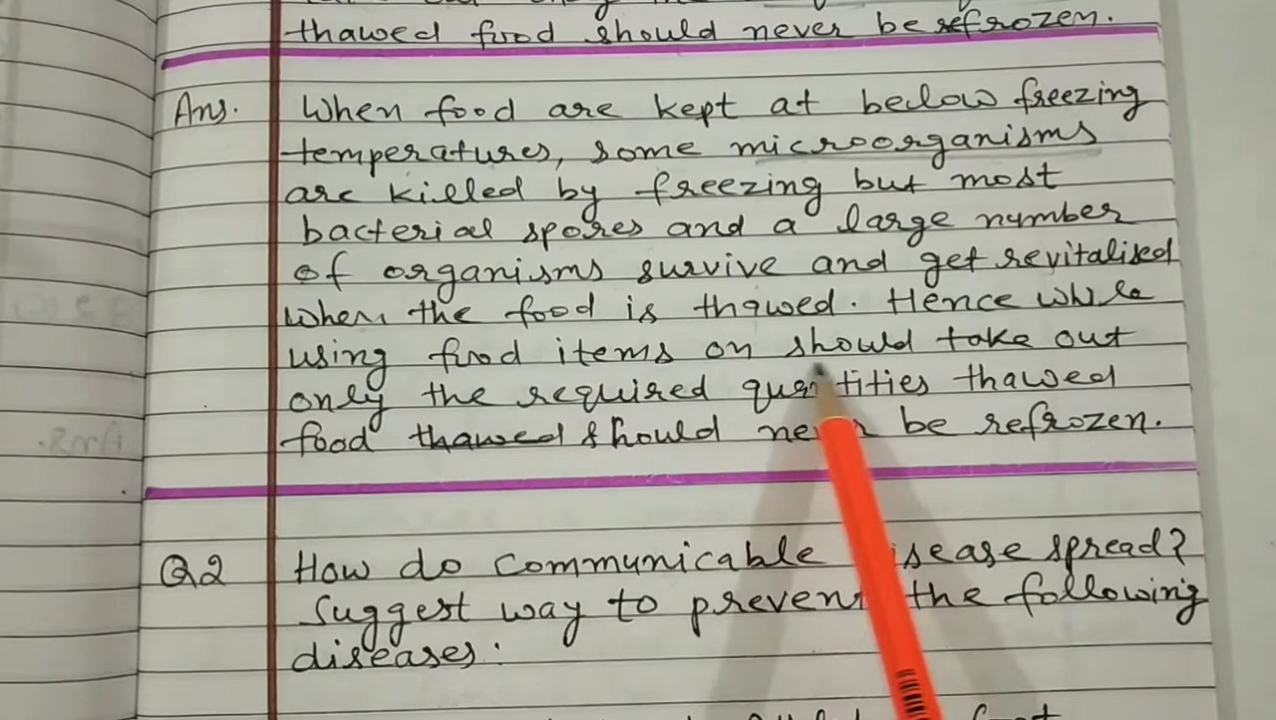 thawed food should never be refrozen.
Ans. When food are kept at below freezing
temperatures, some microorganisms
are killed by freezing but most
bacterial spores and a large number
of organisms survive and get revitalised
when the food is thawed. Hence while
using food items on should take out
only the required quantities thawed
food thawed should never be refrozen.
Q2 How do communicable disease spread?
Suggest way to prevent the following
diseases: